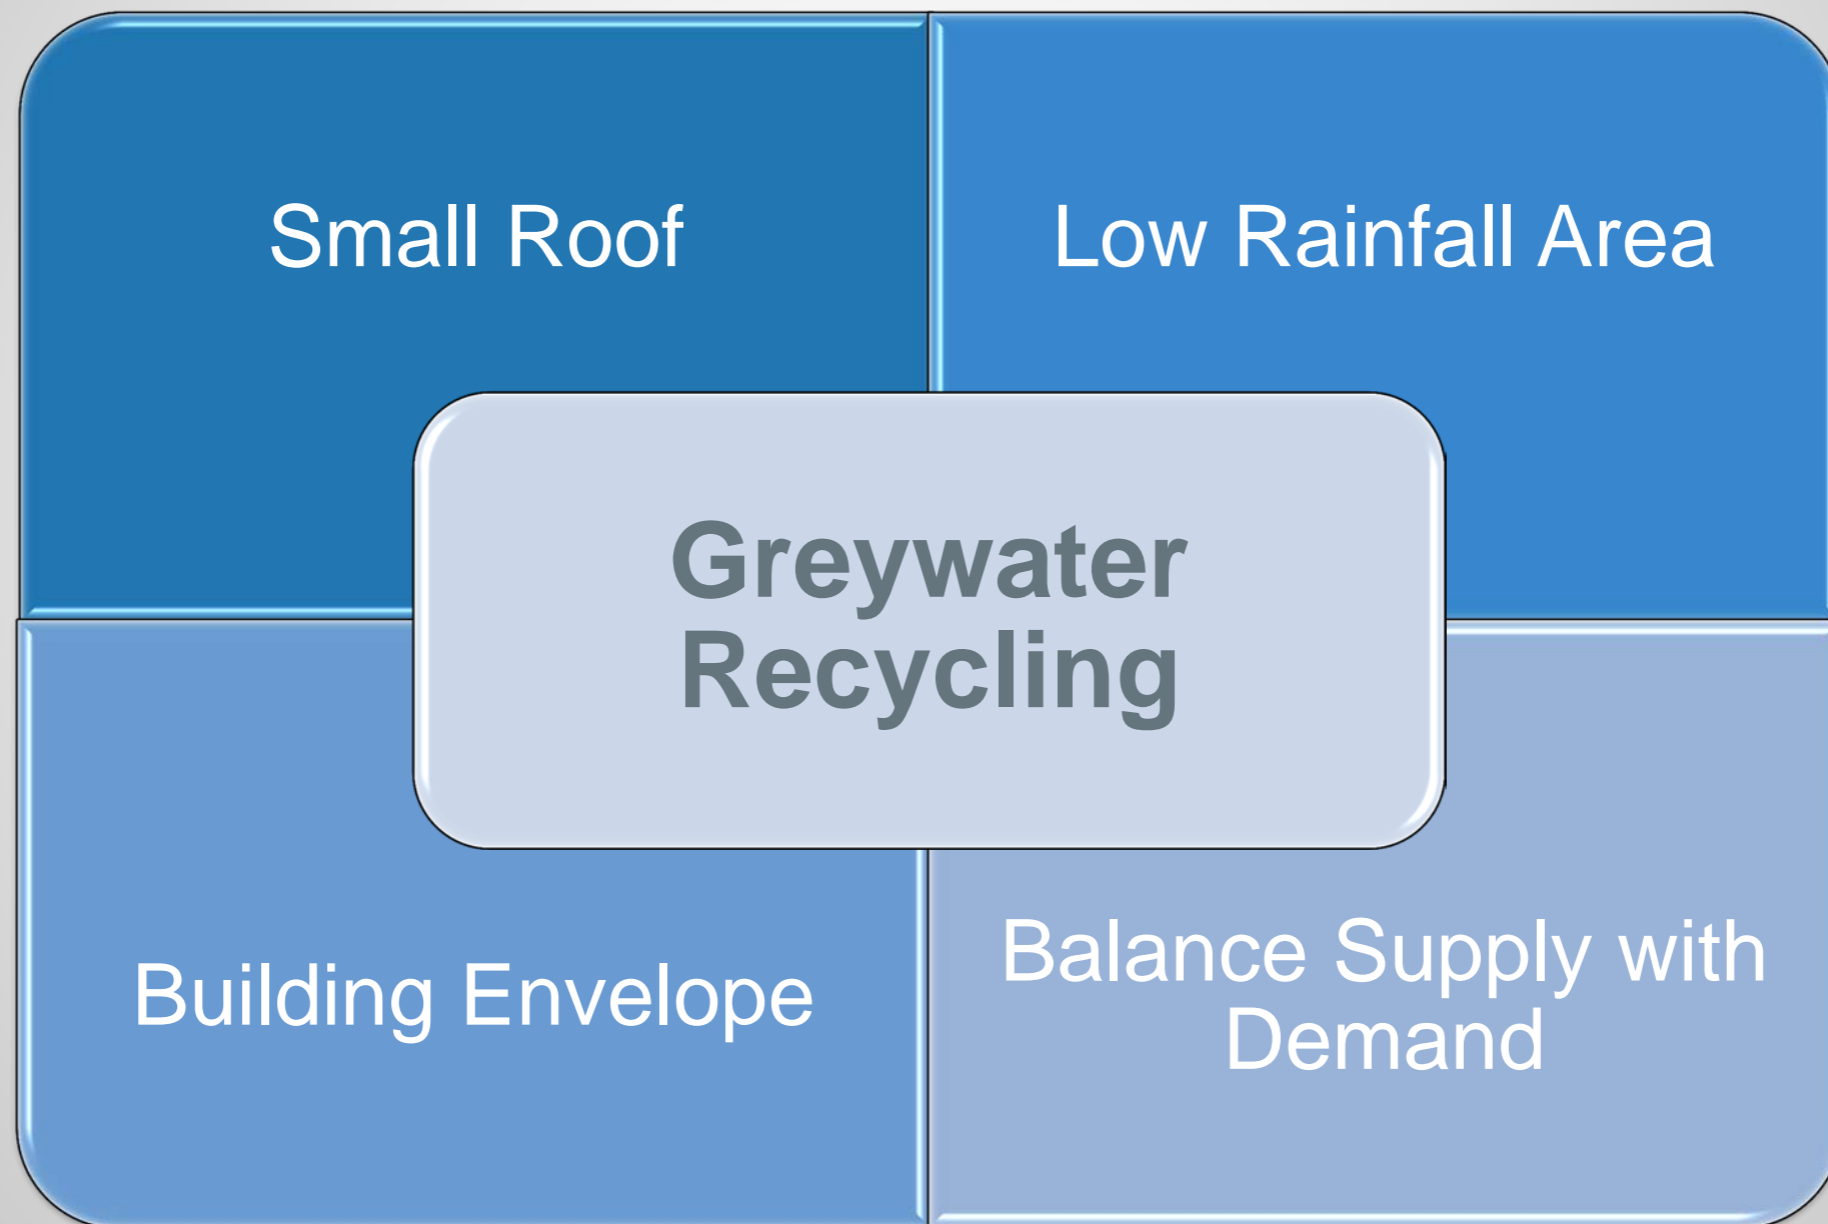 Small Roof
Low Rainfall Area
Greywater
Recycling
Building Envelope
Balance Supply with
Demand